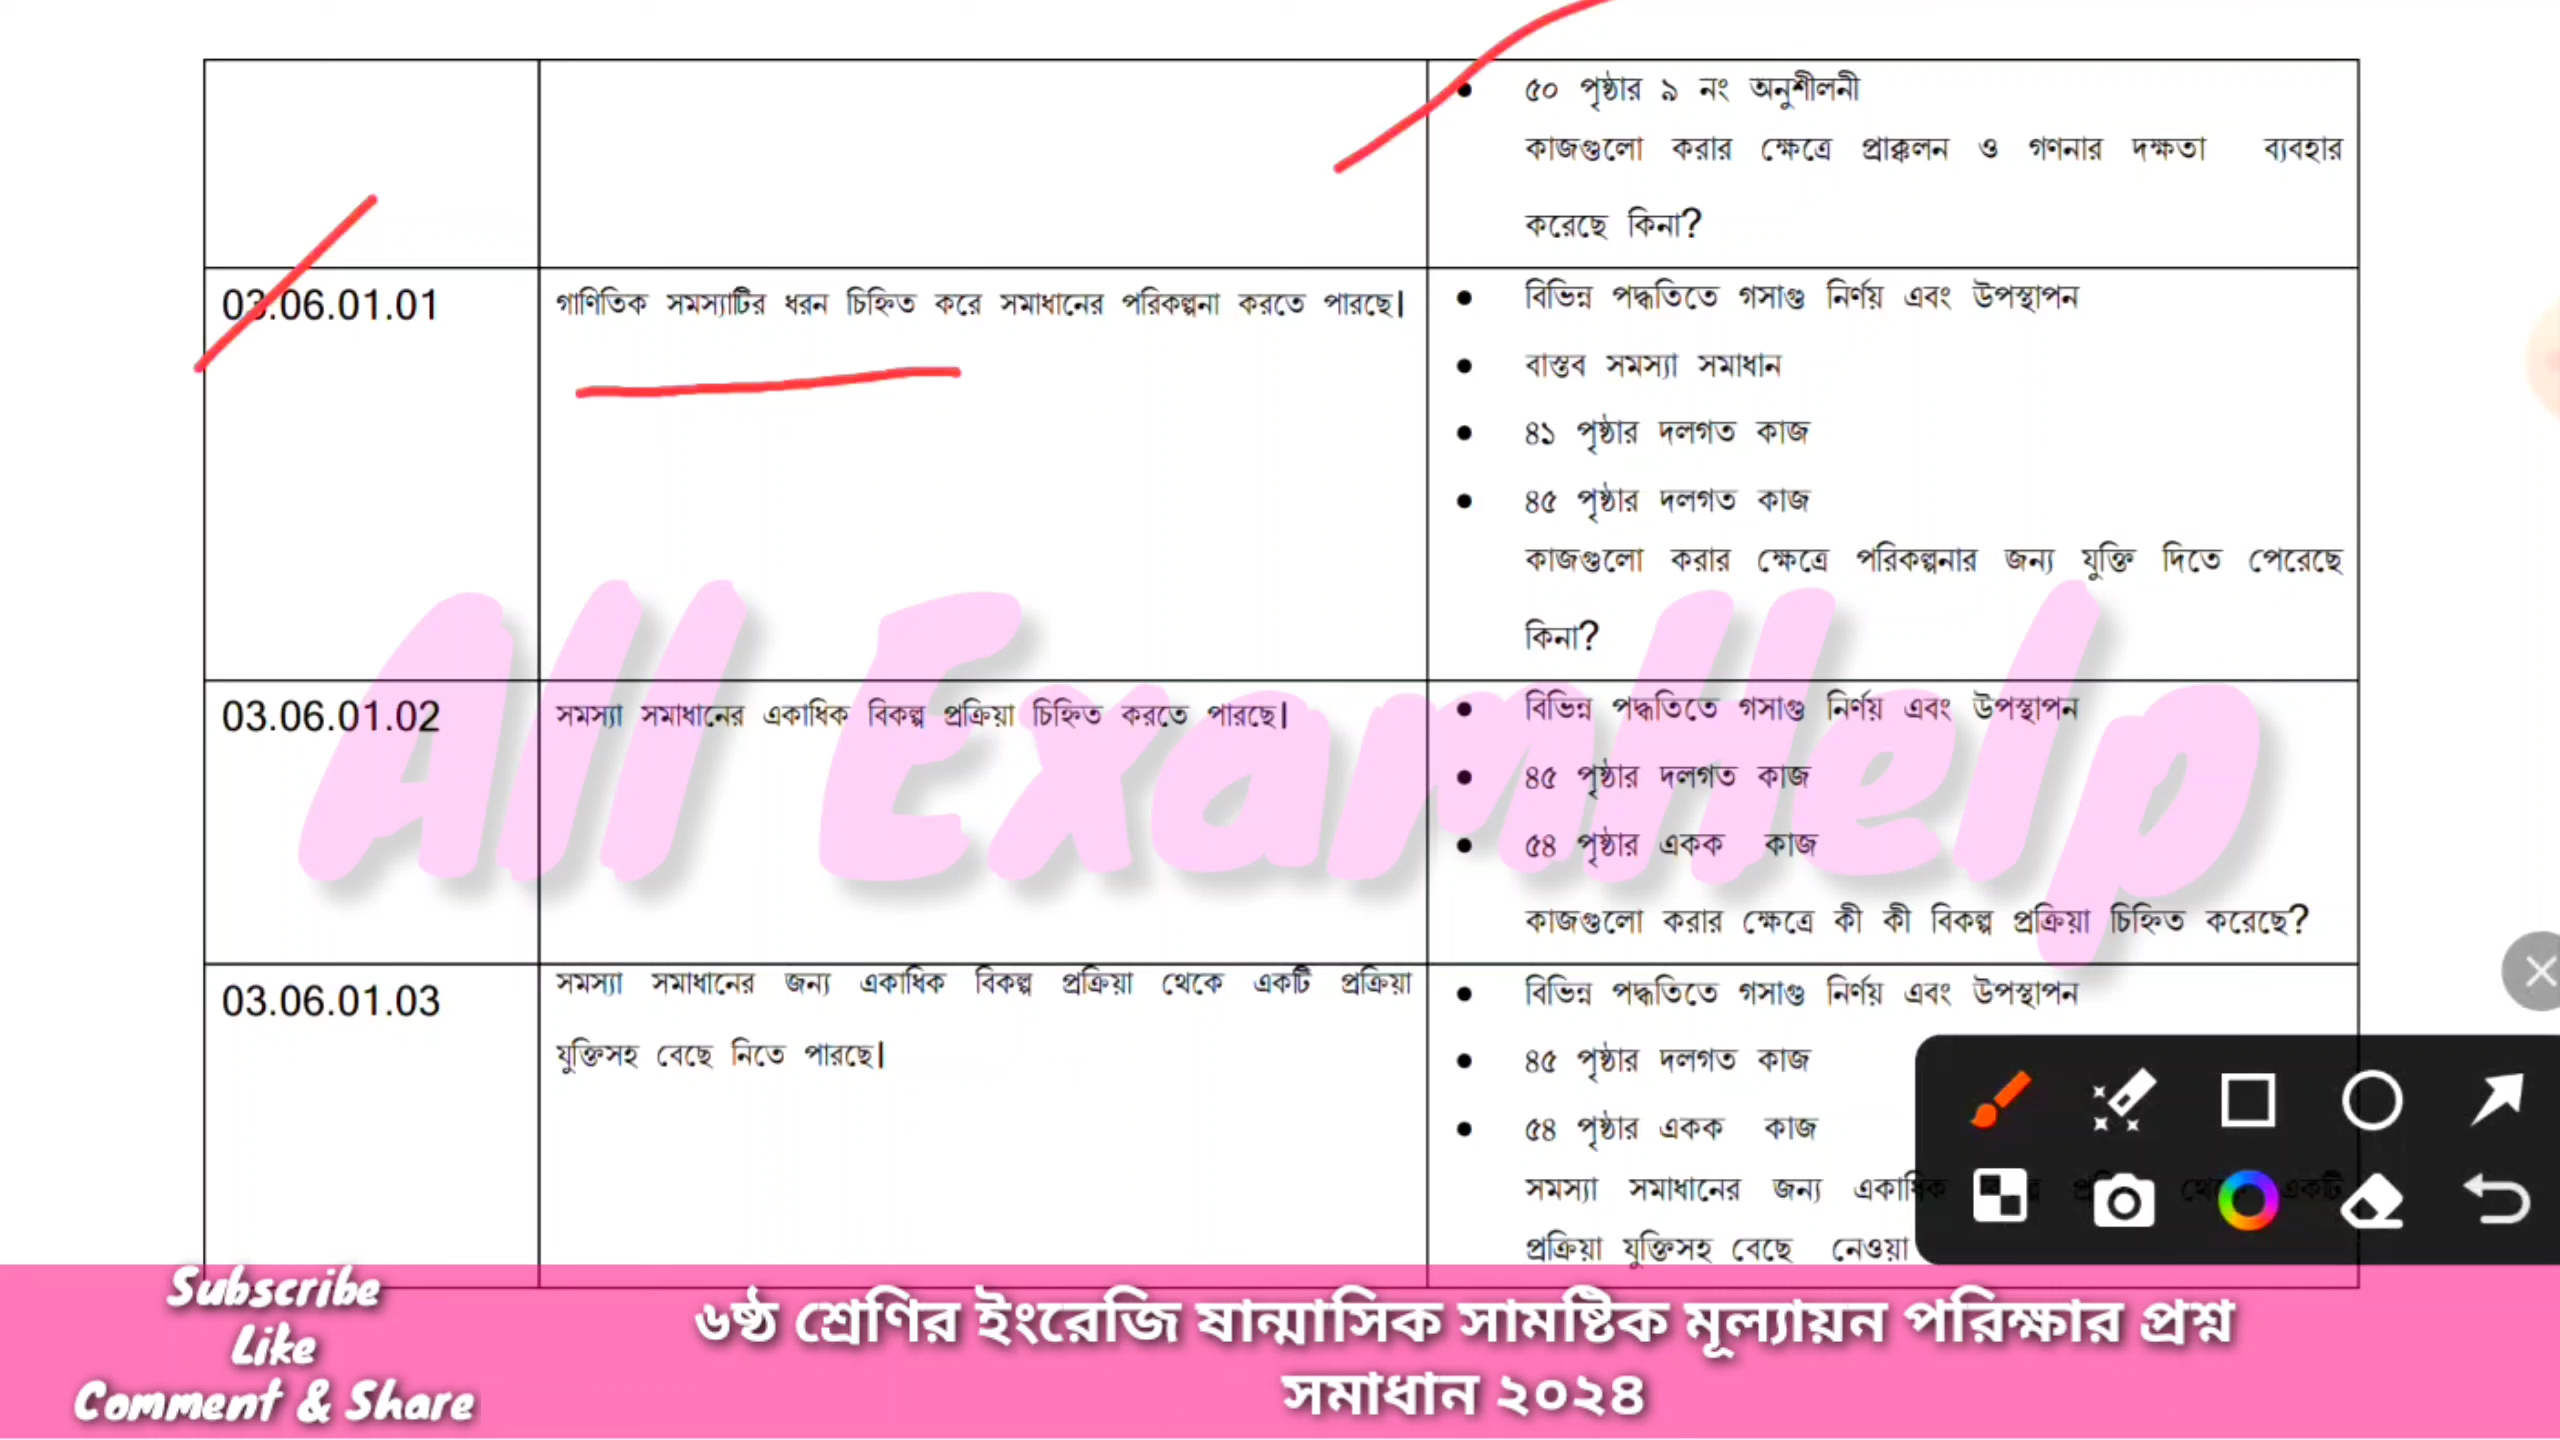 ৫০ পৃষ্ঠার ৯ নং অনুশীলনী
কাজগুলো করার ক্ষেত্রে প্রাক্কলন ও গণনার দক্ষতা ব্যবহার
করেছে কিনা?
03.06.01.01
গাণিতিক সমস্যাটির ধরন চিহ্নিত করে সমাধানের পরিকল্পনা করতে পারছে।
বিভিন্ন পদ্ধতিতে গসাগু নির্ণয় এবং উপস্থাপন
বাস্তব সমস্যা সমাধান
৪১ পৃষ্ঠার দলগত কাজ
৪৫ পৃষ্ঠার দলগত কাজ
কাজগুলো করার ক্ষেত্রে পরিকল্পনার জন্য যুক্তি দিতে পেরেছে
কিনা?
03.06.01.02
সমস্যা সমাধানের একাধিক বিকল্প প্রক্রিয়া চিহ্নিত করতে পারছে।
বিভিন্ন পদ্ধতিতে গসাগু নির্ণয় এবং উপস্থাপন
৪৫ পৃষ্ঠার দলগত কাজ
৫৪ পৃষ্ঠার একক কাজ
কাজগুলো করার ক্ষেত্রে কী কী বিকল্প প্রক্রিয়া চিহ্নিত করেছে?
All ExamHelp
03.06.01.03
সমস্যা সমাধানের জন্য একাধিক বিকল্প প্রক্রিয়া থেকে একটি প্রক্রিয়া
যুক্তিসহ বেছে নিতে পারছে।
বিভিন্ন পদ্ধতিতে গসাগু নির্ণয় এবং উপস্থাপন
৪৫ পৃষ্ঠার দলগত কাজ
৫৪ পৃষ্ঠার একক কাজ
সমস্যা সমাধানের জন্য একাধিক একটি
প্রক্রিয়া যুক্তিসহ বেছে নেওয়া
Subscribe
Like
Comment & Share
৬ষ্ঠ শ্রেণির ইংরেজি ষান্মাসিক সামষ্টিক মূল্যায়ন পরিক্ষার প্রশ্ন
সমাধান ২০২৪